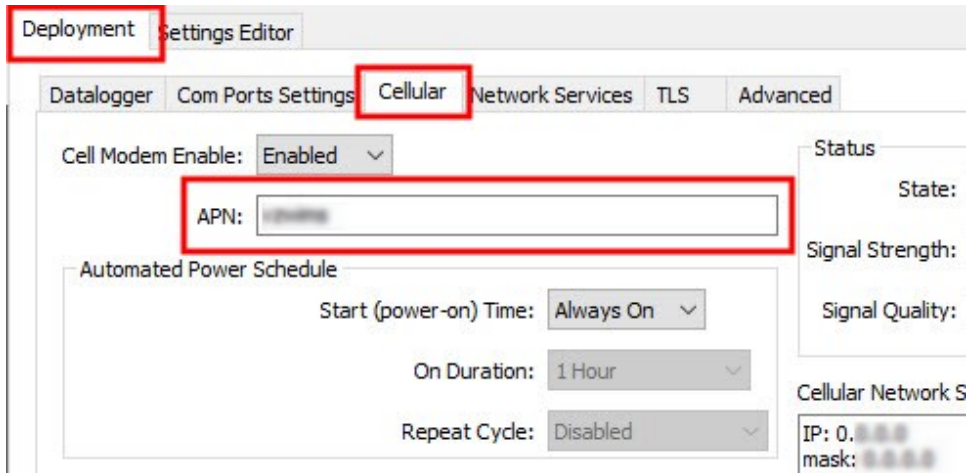 Deployment Settings Editor
Datalogger Com Ports Settings Cellular Network Services TLS Advanced
Cell Modem Enable: Enabled
APN:
Automated Power Schedule
Start (power-on) Time: Always On
On Duration: 1 Hour
Repeat Cycle: Disabled
Status
State:
Signal Strength:
Signal Quality:
Cellular Network S
IP: 0.
mask: